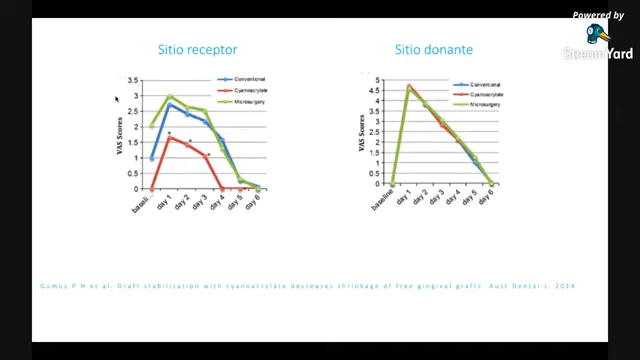 Powered by
StreamYard
Sitio receptor
Sitio donante
3.5
3
2.5
2
1.5
1
0.5
0
VAS Scores
Conventional
Cyanoacrylate
Microsurgery
baseli...
day 1
day 2
day 3
day 4
day 5
day 6
5
4.5
4
3.5
3
2.5
2
1.5
1
0.5
0
VAS Scores
Conventional
Cyanoacrylate
Microsurgery
baseline
day 1
day 2
day 3
day 4
day 5
day 6
Gumus P H et al. Graft stabilization with cyanoacrylate decreases shrinkage of free gingival grafts. Aust Dental J. 2014